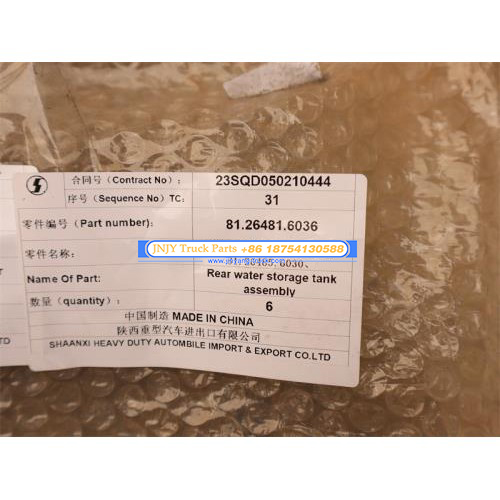 合同号(Contract No):
23SQD050210444
序号(Sequence No)TC:
31
零件编号(Part number):
81.26481.6036
零件名称:
JNJY Truck Parts +86 18754130588
Name Of Part:
Rear water storage tank
assembly
数量(quantity):
6
中国制造 MADE IN CHINA
陕西重型汽车进出口有限公司
SHAANXI HEAVY DUTY AUTOMBILE IMPORT & EXPORT CO.LTD